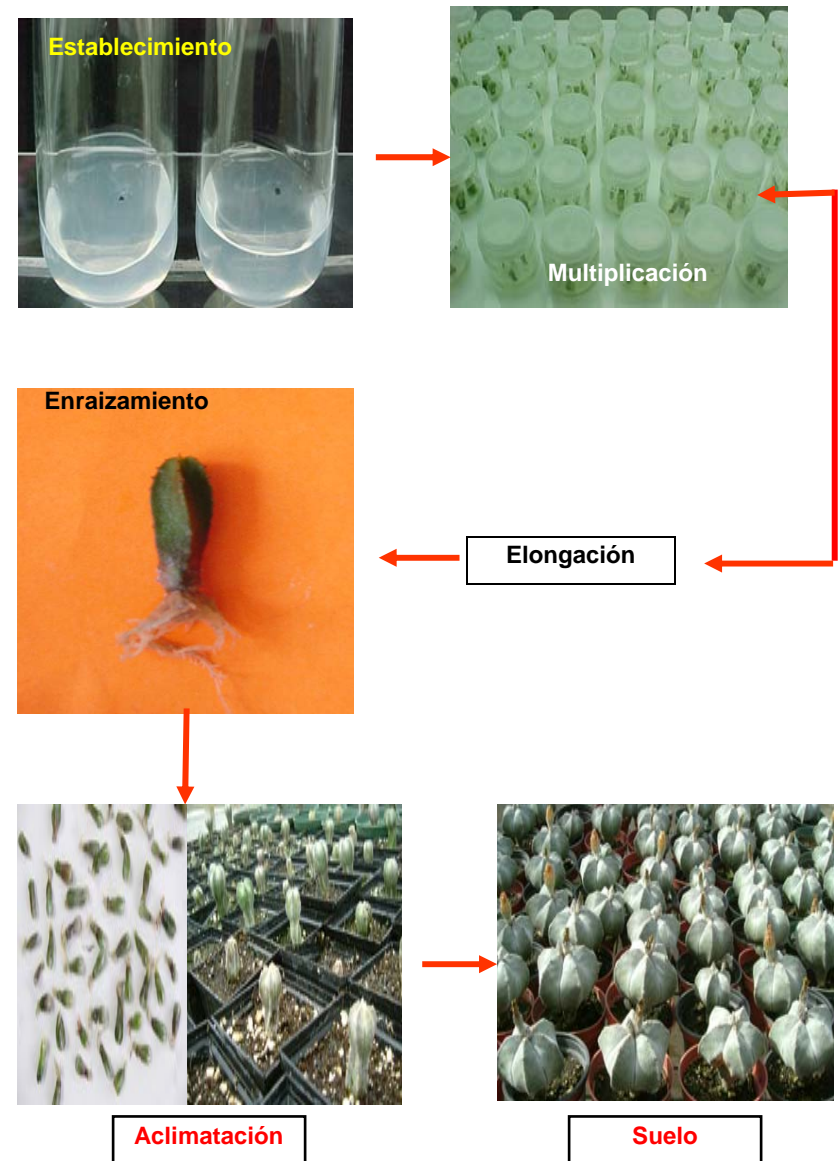 Establecimiento
Multiplicación
Enraizamiento
Elongación
Aclimatación
Suelo